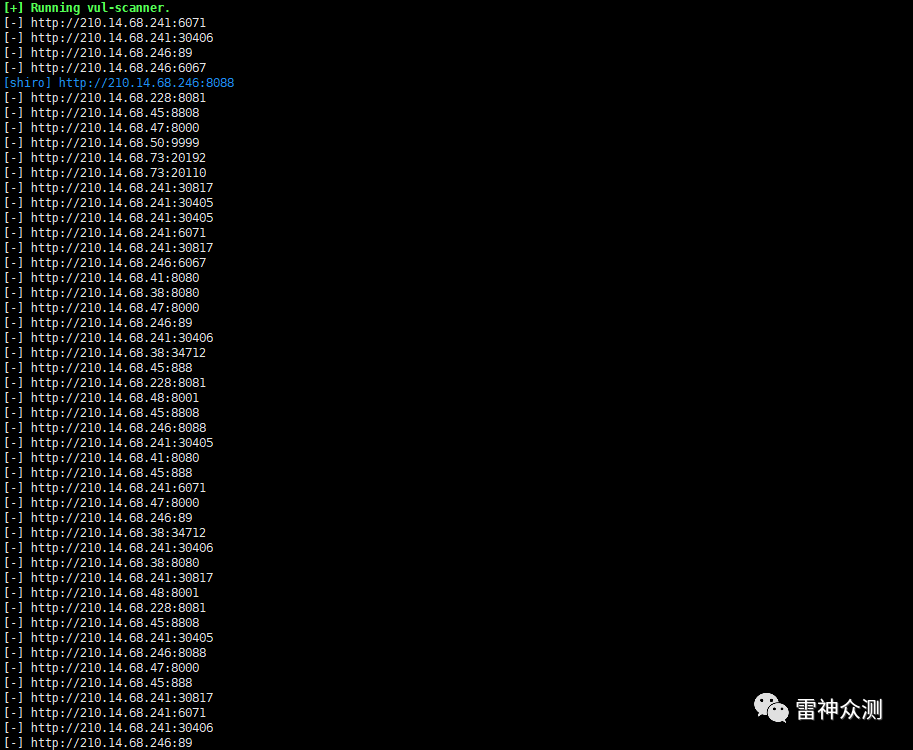 [+] Running vul-scanner.
[-] http://210.14.68.241:6071
[-] http://210.14.68.241:30406
[-] http://210.14.68.246:89
[-] http://210.14.68.246:6067
[shiro] http://210.14.68.246:8088
[-] http://210.14.68.228:8081
[-] http://210.14.68.45:8808
[-] http://210.14.68.47:8000
[-] http://210.14.68.50:9999
[-] http://210.14.68.73:20192
[-] http://210.14.68.73:20110
[-] http://210.14.68.241:30817
[-] http://210.14.68.241:30405
[-] http://210.14.68.241:30405
[-] http://210.14.68.241:6071
[-] http://210.14.68.241:30817
[-] http://210.14.68.246:6067
[-] http://210.14.68.41:8080
[-] http://210.14.68.38:8080
[-] http://210.14.68.47:8000
[-] http://210.14.68.246:89
[-] http://210.14.68.241:30406
[-] http://210.14.68.38:34712
[-] http://210.14.68.45:888
[-] http://210.14.68.228:8081
[-] http://210.14.68.48:8001
[-] http://210.14.68.45:8808
[-] http://210.14.68.246:8088
[-] http://210.14.68.241:30405
[-] http://210.14.68.41:8080
[-] http://210.14.68.45:888
[-] http://210.14.68.241:6071
[-] http://210.14.68.47:8000
[-] http://210.14.68.246:89
[-] http://210.14.68.38:34712
[-] http://210.14.68.241:30406
[-] http://210.14.68.38:8080
[-] http://210.14.68.241:30817
[-] http://210.14.68.48:8001
[-] http://210.14.68.228:8081
[-] http://210.14.68.45:8808
[-] http://210.14.68.241:30405
[-] http://210.14.68.246:8088
[-] http://210.14.68.47:8000
[-] http://210.14.68.45:888
[-] http://210.14.68.241:30817
[-] http://210.14.68.241:6071
[-] http://210.14.68.241:30406
[-] http://210.14.68.246:89
雷神众测